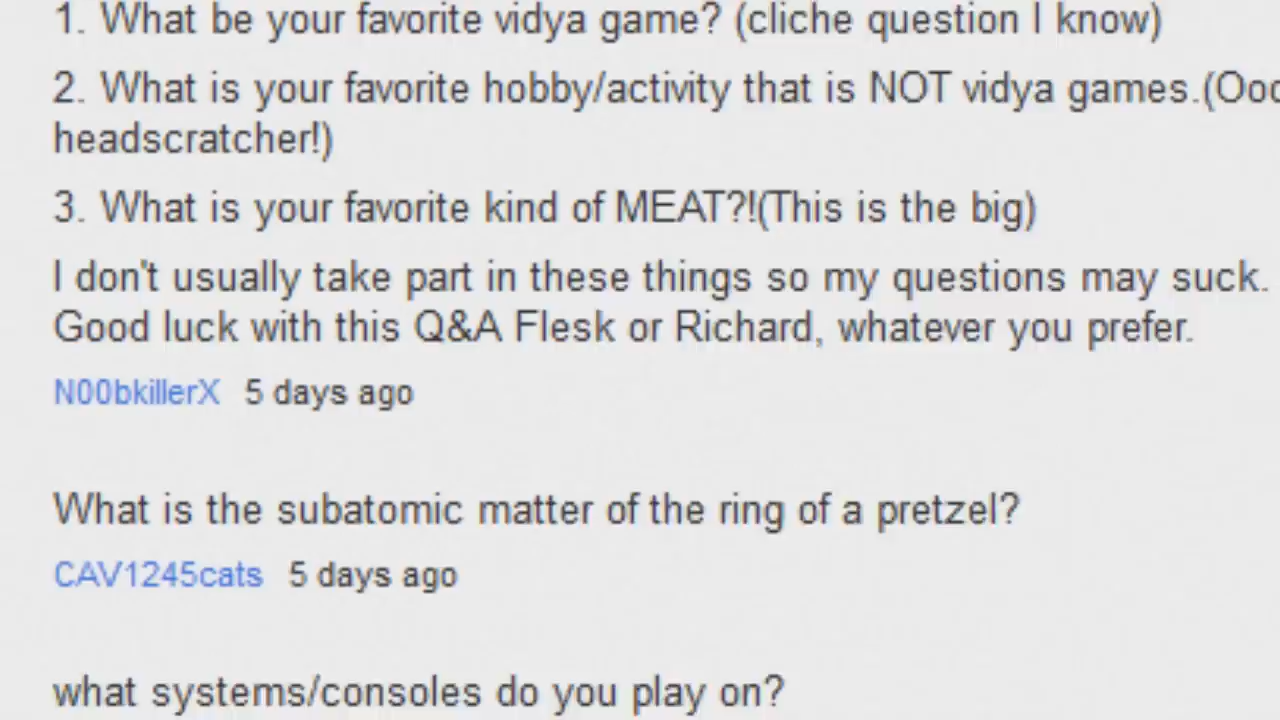 1. What be your favorite vidya game? (cliche question I know)
2. What is your favorite hobby/activity that is NOT vidya games.(Ooo
headscratcher!)
3. What is your favorite kind of MEAT?!(This is the big)
I don't usually take part in these things so my questions may suck.
Good luck with this Q&A Flesk or Richard, whatever you prefer.
N00bkillerX 5 days ago
What is the subatomic matter of the ring of a pretzel?
CAV1245cats 5 days ago
what systems/consoles do you play on?